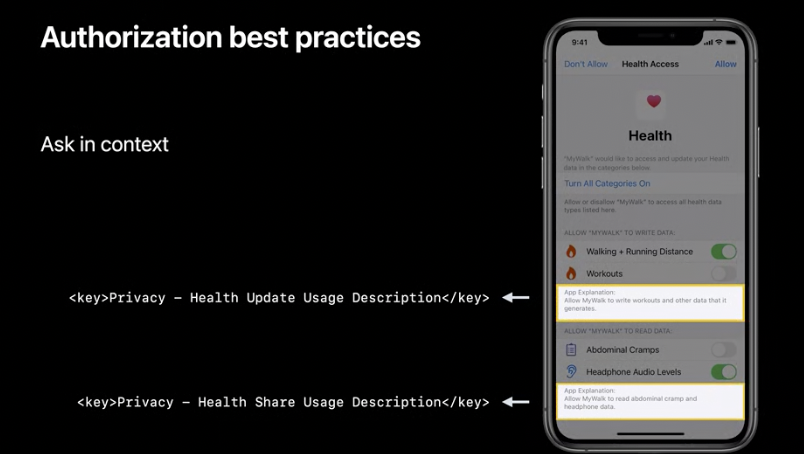 Authorization best practices
Ask in context
<key>Privacy – Health Update Usage Description</key>
<key>Privacy – Health Share Usage Description</key>
9:41
Don't Allow Health Access Allow
Health
"MyWalk" would like to access and update your Health
data in the categories below.
Turn All Categories On
Allow or disallow "MyWalk" to access all health data
types listed here.
ALLOW "MYWALK" TO WRITE DATA:
Walking + Running Distance
Workouts
App Explanation:
Allow MyWalk to write workouts and other data that it
generates.
ALLOW "MYWALK" TO READ DATA:
Abdominal Cramps
Headphone Audio Levels
App Explanation:
Allow MyWalk to read abdominal cramp and
headphone data.